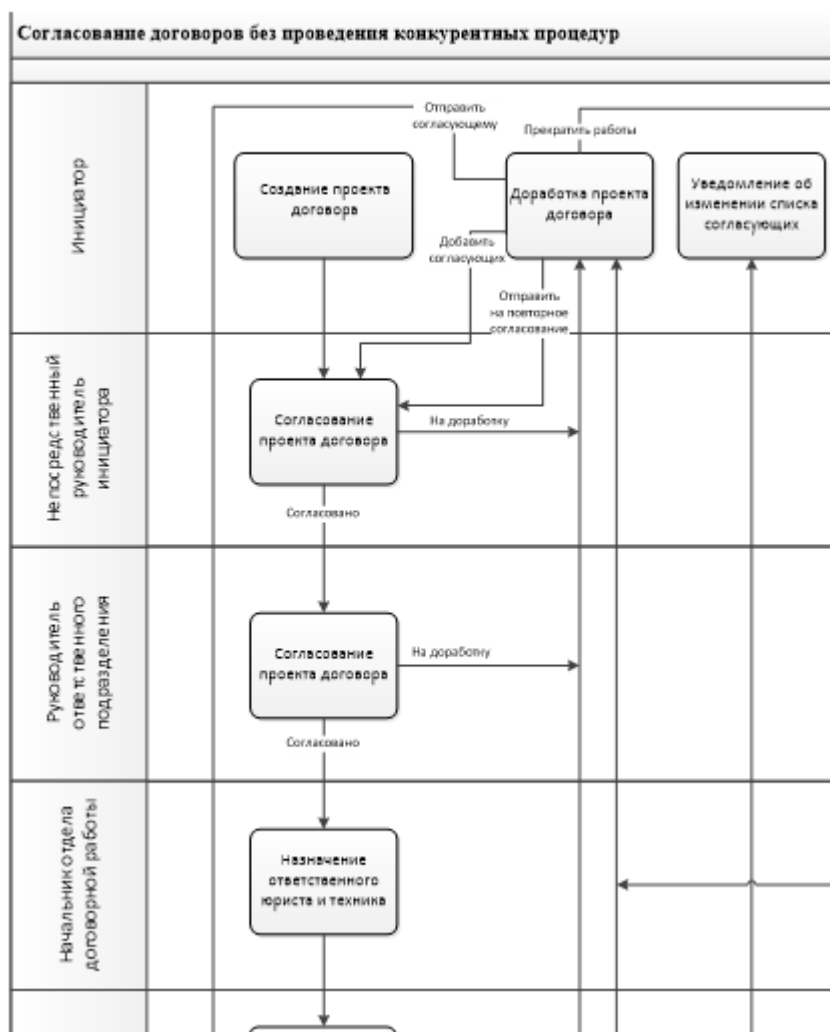 Согласование договоров без проведения конкурентных процедур
Инициатор
Создание проекта
договора
Отправить
согласующему
Прекратить работы
Доработка проекта
договора
Уведомление об
изменении списка
согласующих
Добавить
согласующих
Отправить
на повторное
согласование
Непосредственный
руководитель
инициатора
Согласование
проекта договора
На доработку
Согласовано
Руководитель
ответственного
подразделения
Согласование
проекта договора
На доработку
Согласовано
Начальник отдела
договорной работы
Назначение
ответственного
юриста и техника